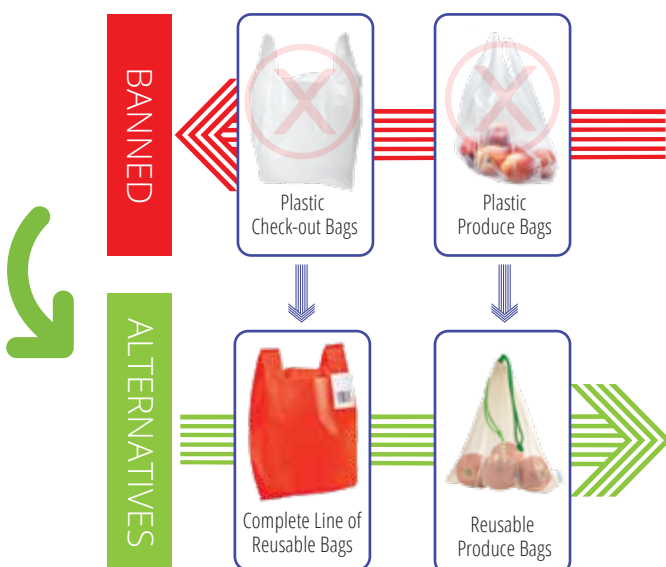 BANNED
Plastic
Check-out Bags
Plastic
Produce Bags
ALTERNATIVES
Complete Line of
Reusable Bags
Reusable
Produce Bags